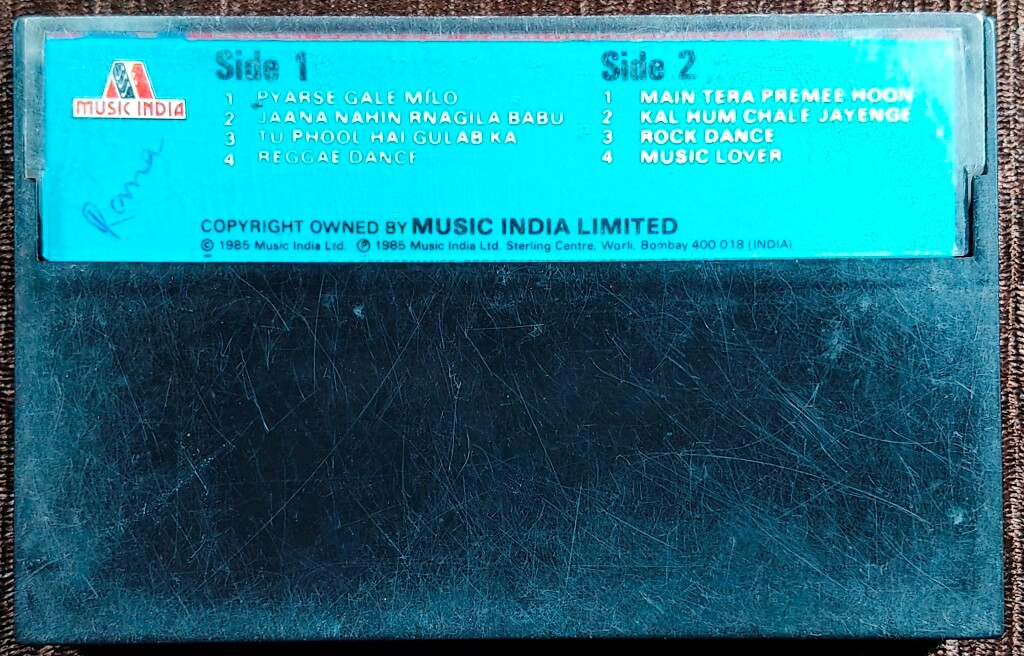 MUSIC INDIA
Side 1
1 PYARSE GALE MILO
2 JAANA NAHIN RNAGILA BABU
3 TU PHOOL HAI GULAB KA
4 REGGAE DANCE
Side 2
1 MAIN TERA PREMEE HOON
2 KAL HUM CHALE JAYENGE
3 ROCK DANCE
4 MUSIC LOVER
Rama
COPYRIGHT OWNED BY MUSIC INDIA LIMITED
© 1985 Music India Ltd. ℗ 1985 Music India Ltd. Sterling Centre, Worli, Bombay 400 018 (INDIA)